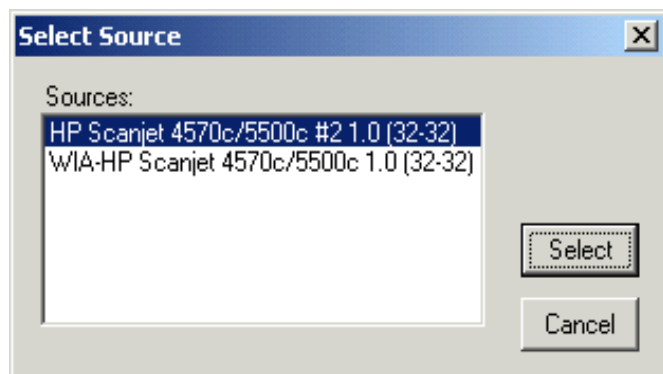 Select Source
Sources:
HP Scanjet 4570c/5500c #2 1.0 (32-32)
WIA-HP Scanjet 4570c/5500c 1.0 (32-32)
Select
Cancel